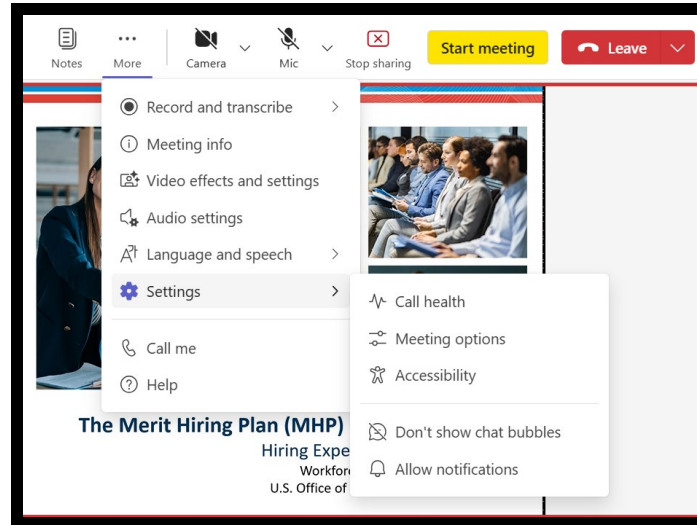 Notes
More
Camera
Mic
Stop sharing
Start meeting
Leave
Record and transcribe
Meeting info
Video effects and settings
Audio settings
Language and speech
Settings
Call me
Help
Call health
Meeting options
Accessibility
Don't show chat bubbles
Allow notifications
The Merit Hiring Plan (MHP)
Hiring Expe
Workfor
U.S. Office of